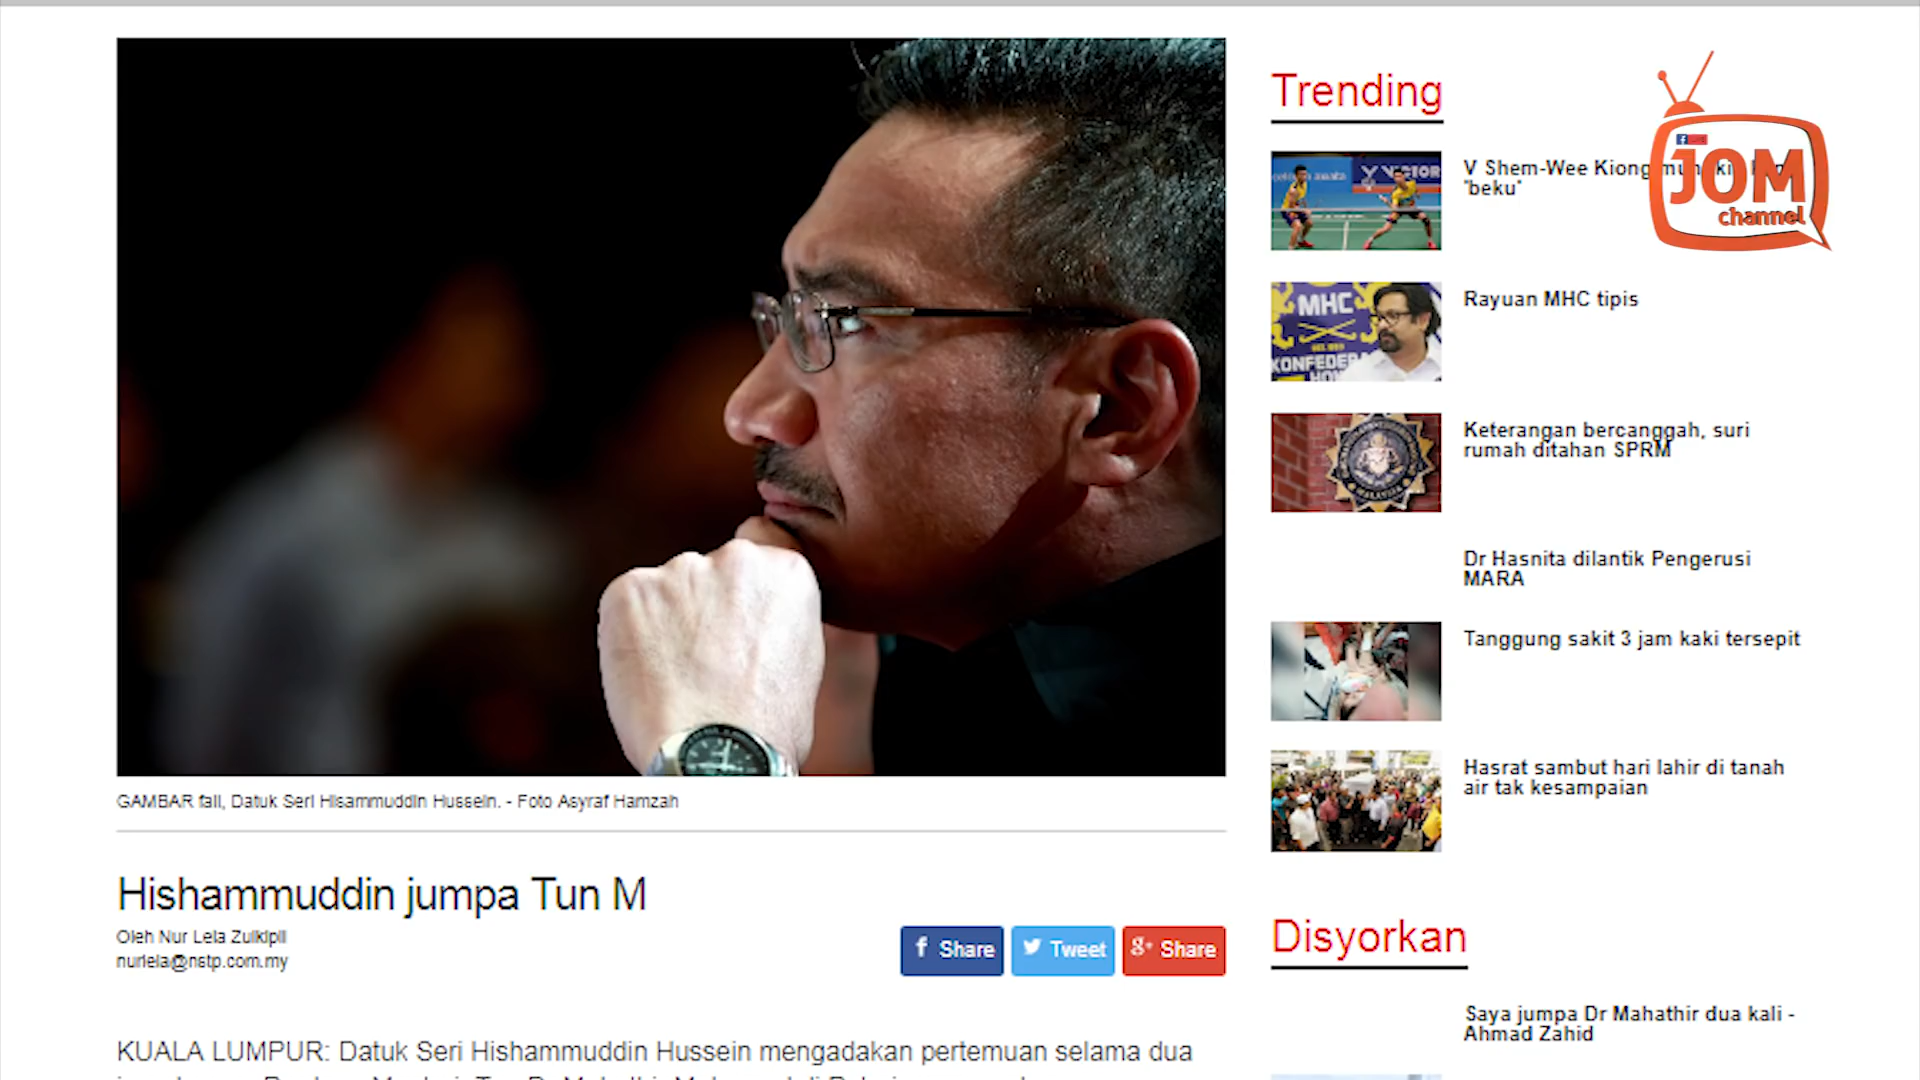 GAMBAR fail, Datuk Seri Hisammuddin Hussein. - Foto Asyraf Hamzah
Hishammuddin jumpa Tun M
Oleh Nur Lela Zulkipli
nurlela@nstp.com.my
f Share
Tweet
g+ Share
KUALA LUMPUR: Datuk Seri Hishammuddin Hussein mengadakan pertemuan selama dua
Trending
V Shem-Wee Kiong
"beku"
Rayuan MHC tipis
Keterangan bercanggah, suri
rumah ditahan SPRM
Dr Hasnita dilantik Pengerusi
MARA
Tanggung sakit 3 jam kaki tersepit
Hasrat sambut hari lahir di tanah
air tak kesampaian
Disyorkan
Saya jumpa Dr Mahathir dua kali -
Ahmad Zahid
JOM
channel
MHC